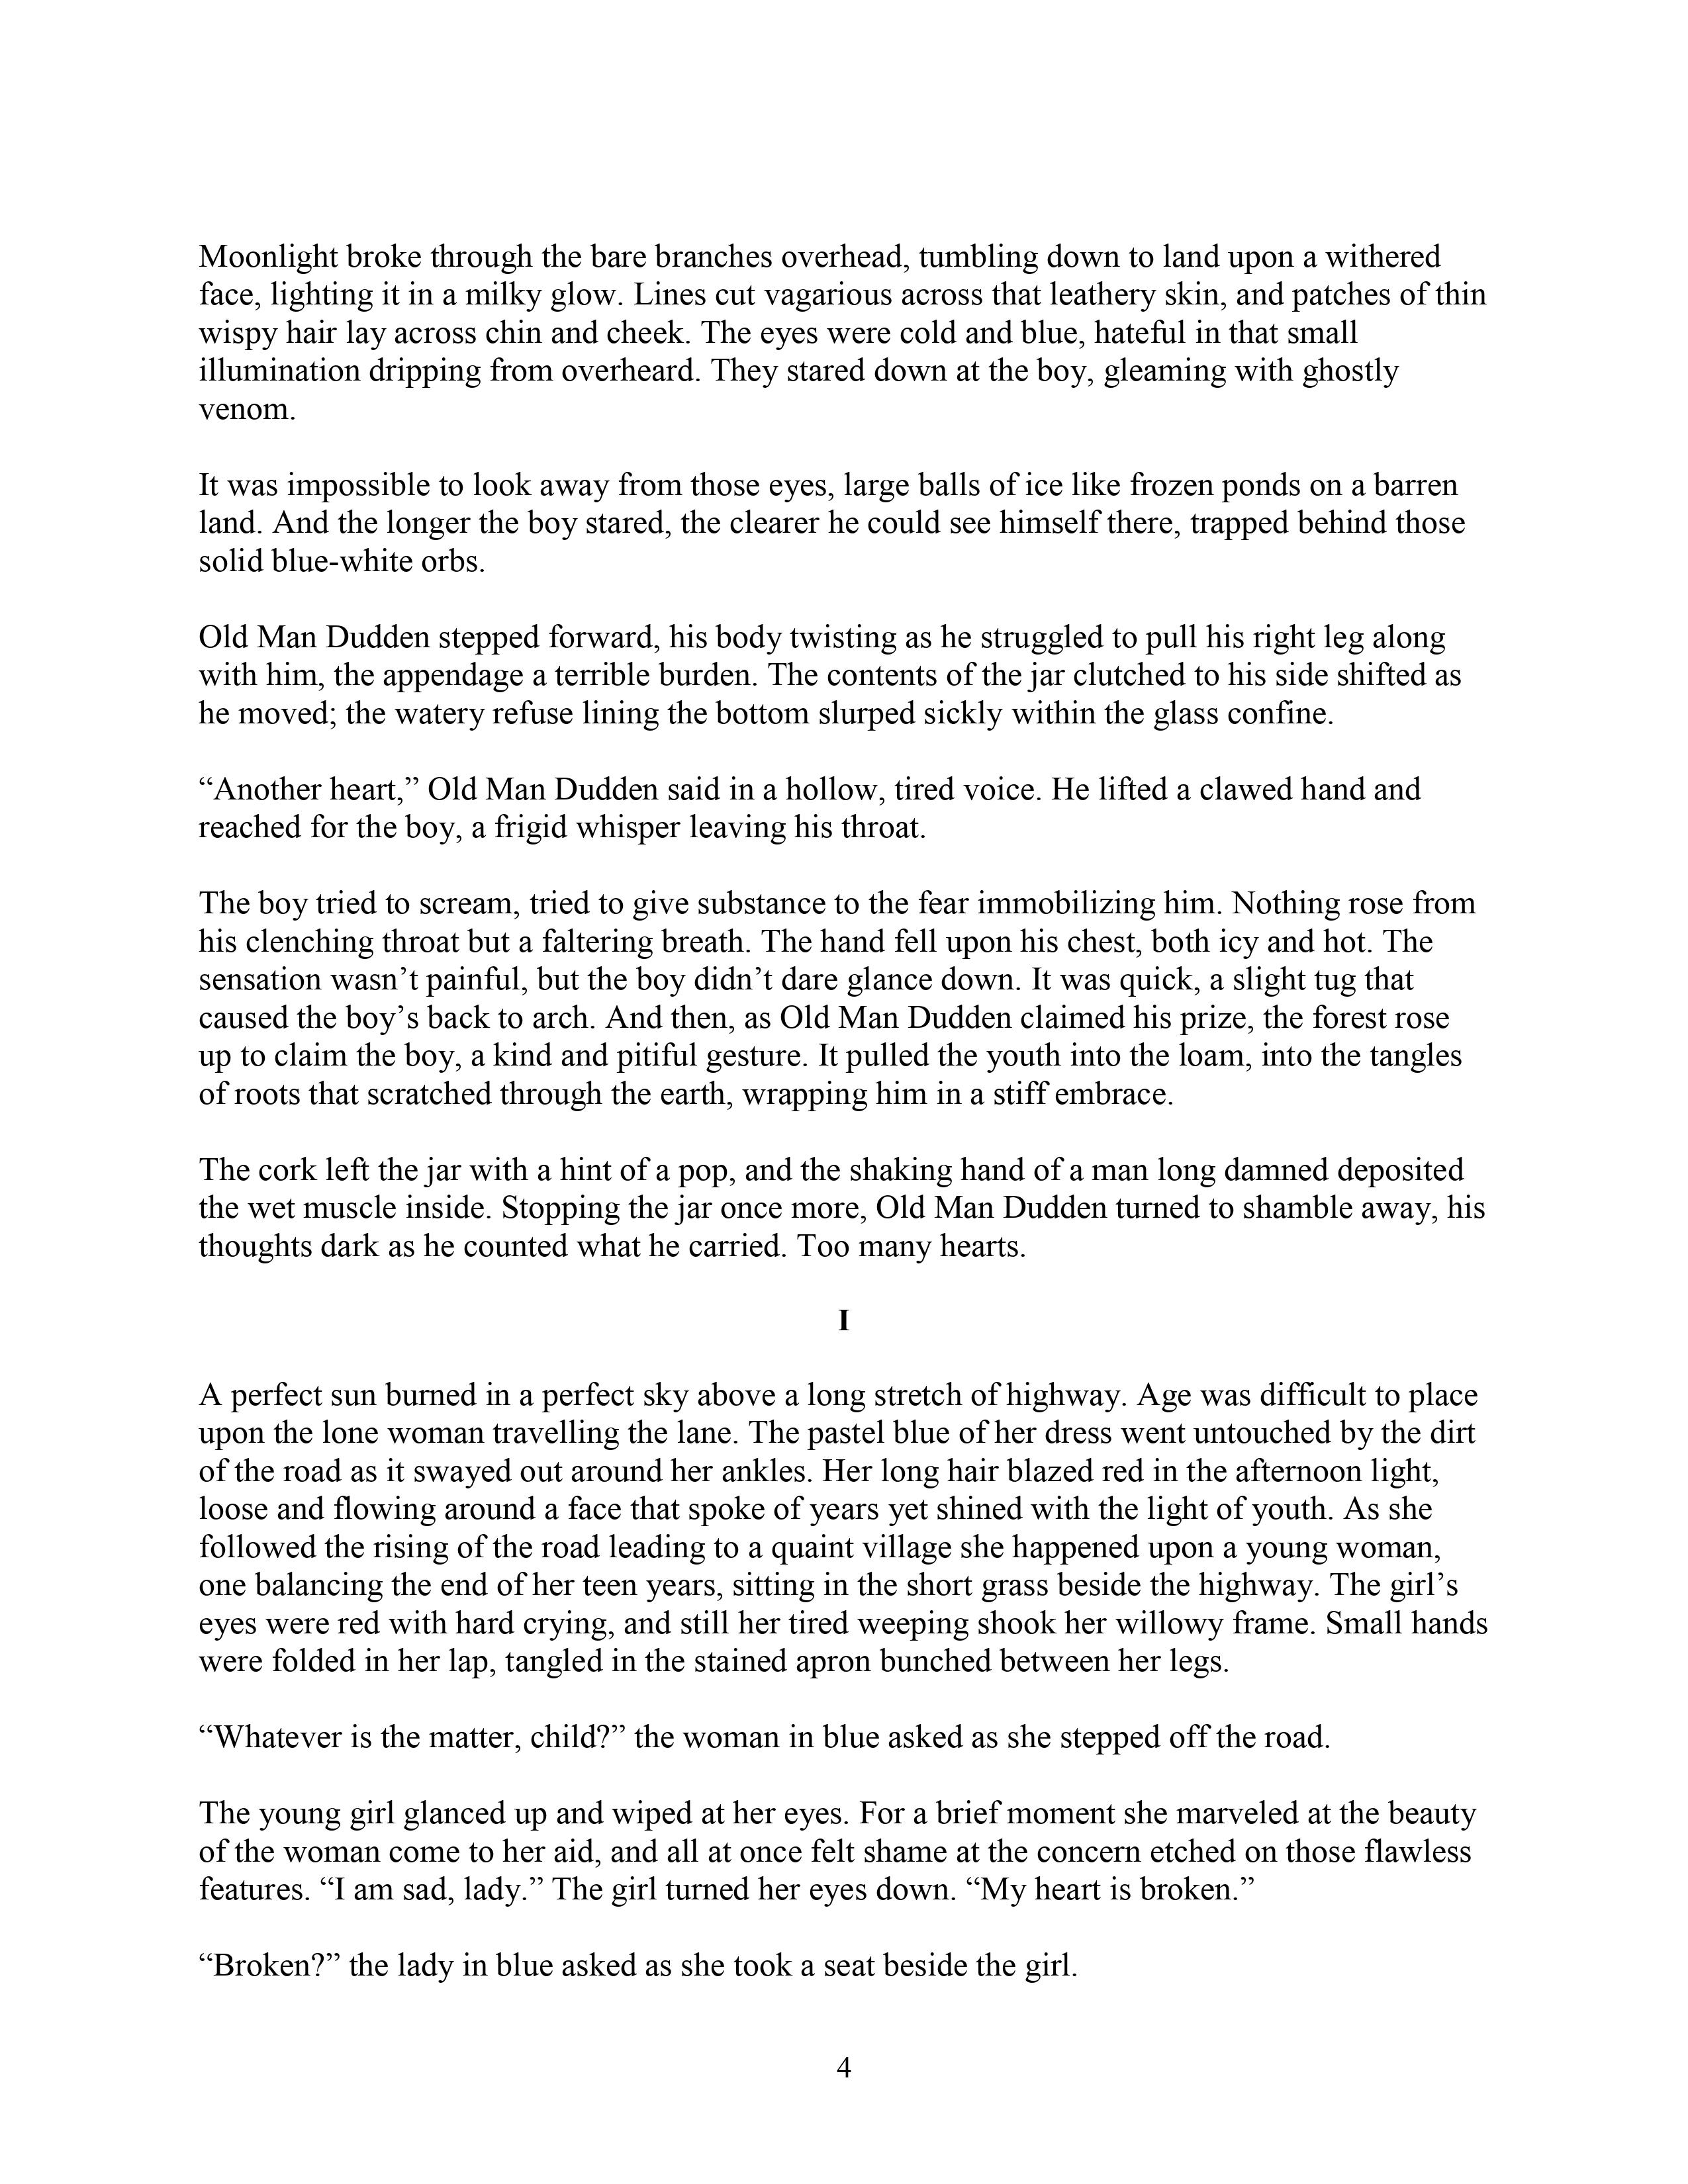 Moonlight broke through the bare branches overhead, tumbling down to land upon a withered
face, lighting it in a milky glow. Lines cut vagarious across that leathery skin, and patches of thin
wispy hair lay across chin and cheek. The eyes were cold and blue, hateful in that small
illumination dripping from overheard. They stared down at the boy, gleaming with ghostly
venom.
It was impossible to look away from those eyes, large balls of ice like frozen ponds on a barren
land. And the longer the boy stared, the clearer he could see himself there, trapped behind those
solid blue-white orbs.
Old Man Dudden stepped forward, his body twisting as he struggled to pull his right leg along
with him, the appendage a terrible burden. The contents of the jar clutched to his side shifted as
he moved; the watery refuse lining the bottom slurped sickly within the glass confine.
“Another heart,” Old Man Dudden said in a hollow, tired voice. He lifted a clawed hand and
reached for the boy, a frigid whisper leaving his throat.
The boy tried to scream, tried to give substance to the fear immobilizing him. Nothing rose from
his clenching throat but a faltering breath. The hand fell upon his chest, both icy and hot. The
sensation wasn’t painful, but the boy didn’t dare glance down. It was quick, a slight tug that
caused the boy’s back to arch. And then, as Old Man Dudden claimed his prize, the forest rose
up to claim the boy, a kind and pitiful gesture. It pulled the youth into the loam, into the tangles
of roots that scratched through the earth, wrapping him in a stiff embrace.
The cork left the jar with a hint of a pop, and the shaking hand of a man long damned deposited
the wet muscle inside. Stopping the jar once more, Old Man Dudden turned to shamble away, his
thoughts dark as he counted what he carried. Too many hearts.
I
A perfect sun burned in a perfect sky above a long stretch of highway. Age was difficult to place
upon the lone woman travelling the lane. The pastel blue of her dress went untouched by the dirt
of the road as it swayed out around her ankles. Her long hair blazed red in the afternoon light,
loose and flowing around a face that spoke of years yet shined with the light of youth. As she
followed the rising of the road leading to a quaint village she happened upon a young woman,
one balancing the end of her teen years, sitting in the short grass beside the highway. The girl’s
eyes were red with hard crying, and still her tired weeping shook her willowy frame. Small hands
were folded in her lap, tangled in the stained apron bunched between her legs.
“Whatever is the matter, child?” the woman in blue asked as she stepped off the road.
The young girl glanced up and wiped at her eyes. For a brief moment she marveled at the beauty
of the woman come to her aid, and all at once felt shame at the concern etched on those flawless
features. “I am sad, lady.” The girl turned her eyes down. “My heart is broken.”
“Broken?” the lady in blue asked as she took a seat beside the girl.
4